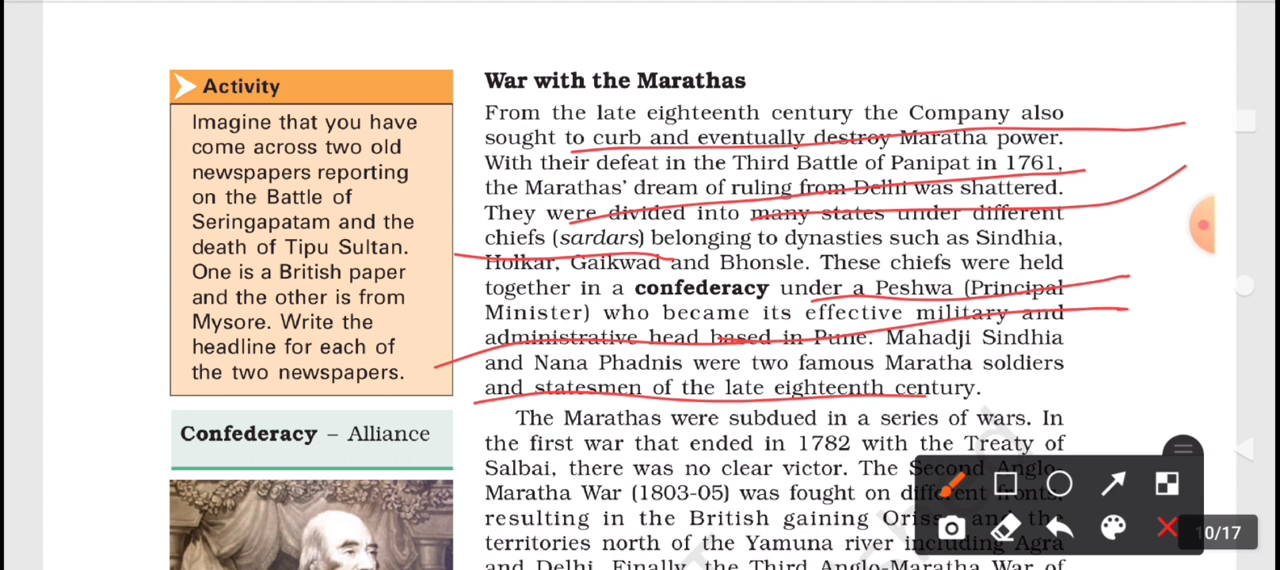 Activity
Imagine that you have
come across two old
newspapers reporting
on the Battle of
Seringapatam and the
death of Tipu Sultan.
One is a British paper
and the other is from
Mysore. Write the
headline for each of
the two newspapers.
Confederacy – Alliance
War with the Marathas
From the late eighteenth century the Company also
sought to curb and eventually destroy Maratha power.
With their defeat in the Third Battle of Panipat in 1761,
the Marathas' dream of ruling from Delhi was shattered.
They were divided into many states under different
chiefs (sardars) belonging to dynasties such as Sindhia,
Holkar, Gaikwad and Bhonsle. These chiefs were held
together in a confederacy under a Peshwa (Principal
Minister) who became its effective military and
administrative head based in Pune. Mahadji Sindhia
and Nana Phadnis were two famous Maratha soldiers
and statesmen of the late eighteenth century.
The Marathas were subdued in a series of wars. In
the first war that ended in 1782 with the Treaty of
Salbai, there was no clear victor. The Second Anglo-
Maratha War (1803-05) was fought on different fronts,
resulting in the British gaining Orissa and the
territories north of the Yamuna river including Agra
and Delhi. Finally, the Third Anglo-Maratha War of
10/17